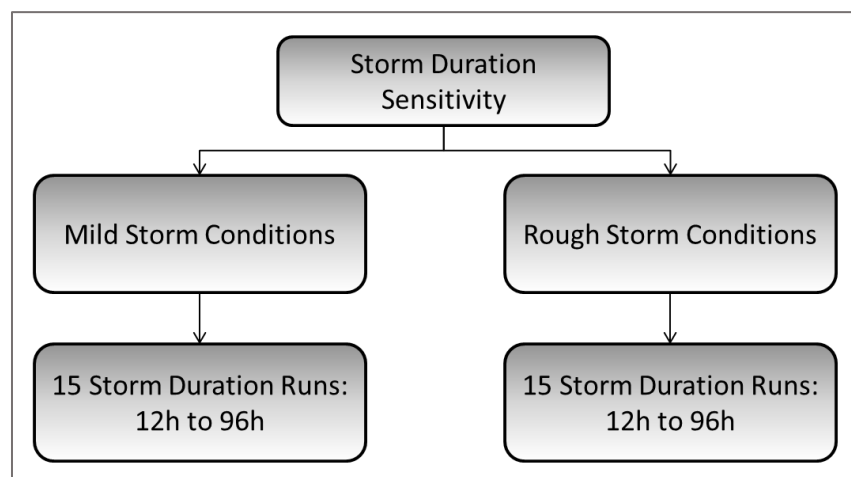 Storm Duration
Sensitivity
Mild Storm Conditions
Rough Storm Conditions
15 Storm Duration Runs:
12h to 96h
15 Storm Duration Runs:
12h to 96h